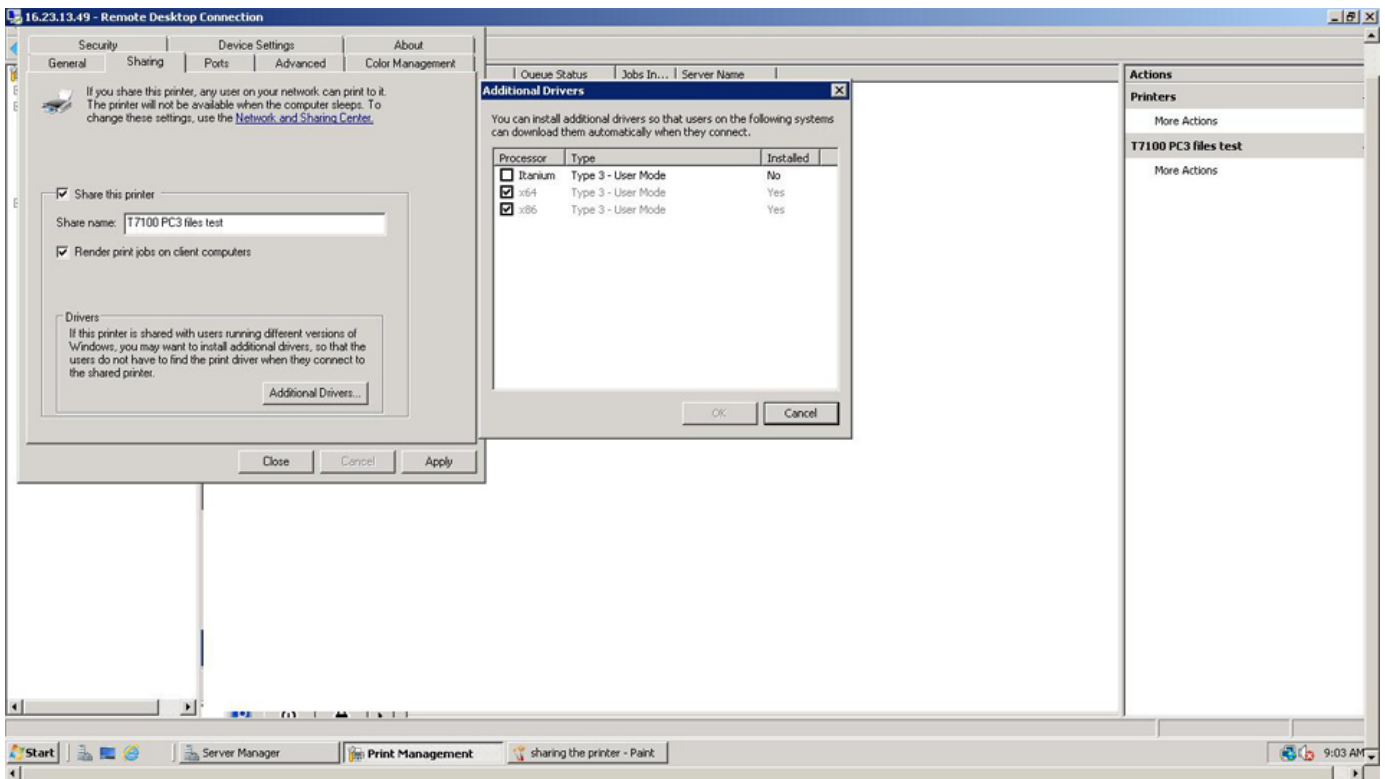 16.23.13.49 - Remote Desktop Connection
Security Device Settings About
General Sharing Ports Advanced Color Management
If you share this printer, any user on your network can print to it.
The printer will not be available when the computer sleeps. To
change these settings, use the Network and Sharing Center.
Share this printer
Share name: T7100 PC3 files test
Render print jobs on client computers
Drivers
If this printer is shared with users running different versions of
Windows, you may want to install additional drivers, so that the
users do not have to find the print driver when they connect to
the shared printer.
Additional Drivers...
Close Cancel Apply
Queue Status Jobs In... Server Name
Additional Drivers
You can install additional drivers so that users on the following systems
can download them automatically when they connect.
Processor Type Installed
Itanium Type 3 - User Mode No
x64 Type 3 - User Mode Yes
x86 Type 3 - User Mode Yes
OK Cancel
Actions
Printers
More Actions
T7100 PC3 files test
More Actions
Start Server Manager Print Management sharing the printer - Paint 9:03 AM